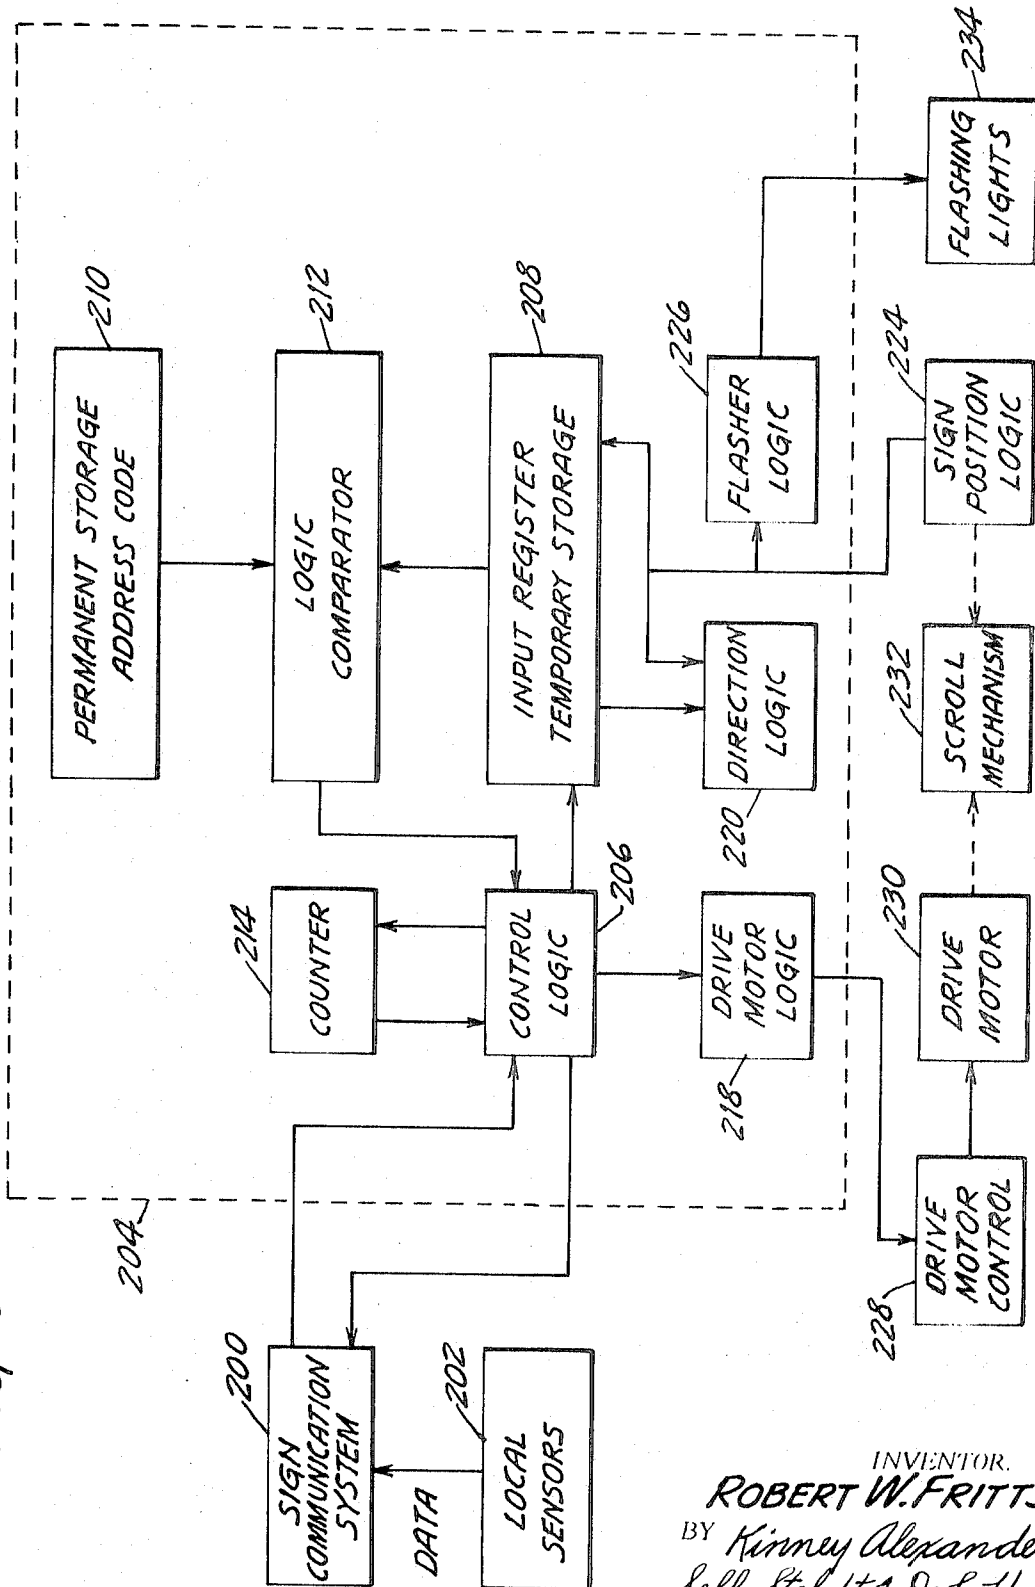 204
PERMANENT STORAGE
ADDRESS CODE
210
LOGIC
COMPARATOR
212
COUNTER
214
SIGN
COMMUNICATION
SYSTEM
200
DATA
LOCAL
SENSORS
202
CONTROL
LOGIC
206
INPUT REGISTER
TEMPORARY STORAGE
208
DRIVE
MOTOR
LOGIC
218
DIRECTION
LOGIC
220
FLASHER
LOGIC
226
DRIVE
MOTOR
CONTROL
228
DRIVE
MOTOR
230
SCROLL
MECHANISM
232
SIGN
POSITION
LOGIC
224
FLASHING
LIGHTS
234
INVENTOR.
ROBERT W. FRITTS
BY Kinney Alexander